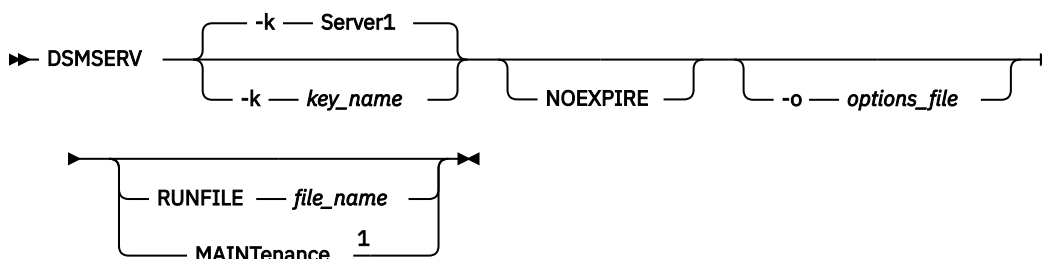 -k Server1
DSMSERV
-k key_name NOEXPIRE -o options_file
RUNFILE file_name
MAINTenance 1